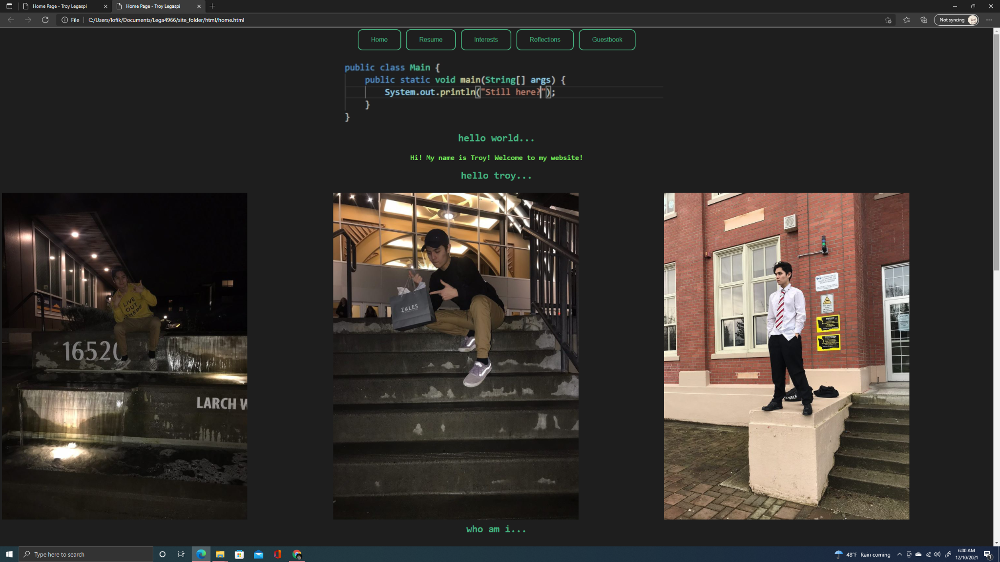 Home Page - Troy Legaspi
Home Page - Troy Legaspi
File
C:/Users/lofik/Documents/Lega4966/site_folder/html/home.html
Not syncing
Home
Resume
Interests
Reflections
Guestbook
public class Main {
public static void main(String[] args) {
System.out.println("Still here?");
}
}
hello world...
Hi! My name is Troy! Welcome to my website!
hello troy...
LIVE
OUT
THERE
16520
LARCH W
ZALES
SELF
who am i...
Type here to search
48°F Rain coming
6:00 AM
12/10/2021
1